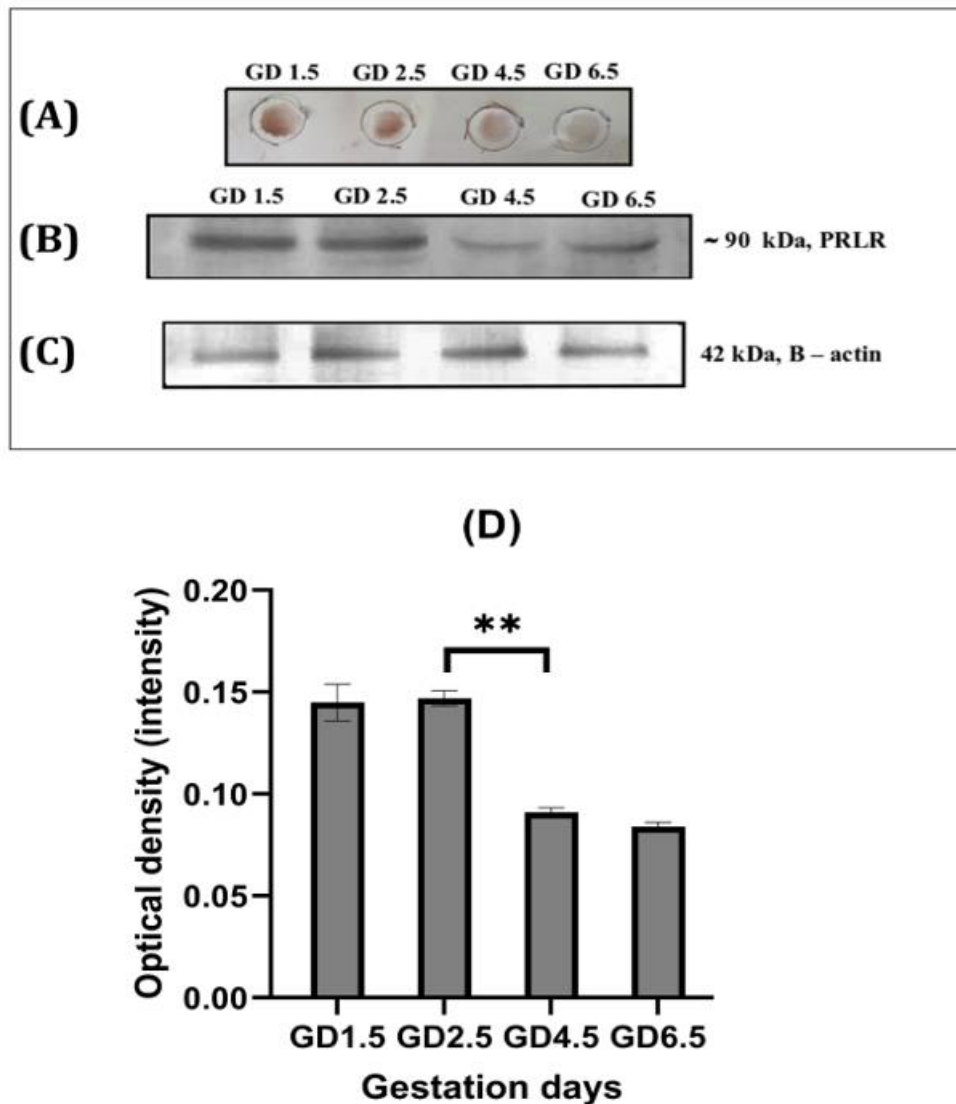 GD 1.5 GD 2.5 GD 4.5 GD 6.5
(A)
GD 1.5 GD 2.5 GD 4.5 GD 6.5
(B)
~ 90 kDa, PRLR
(C)
42 kDa, B – actin
(D)
Optical density (intensity)
0.20
**
0.15
0.10
0.05
0.00
GD1.5 GD2.5 GD4.5 GD6.5
Gestation days